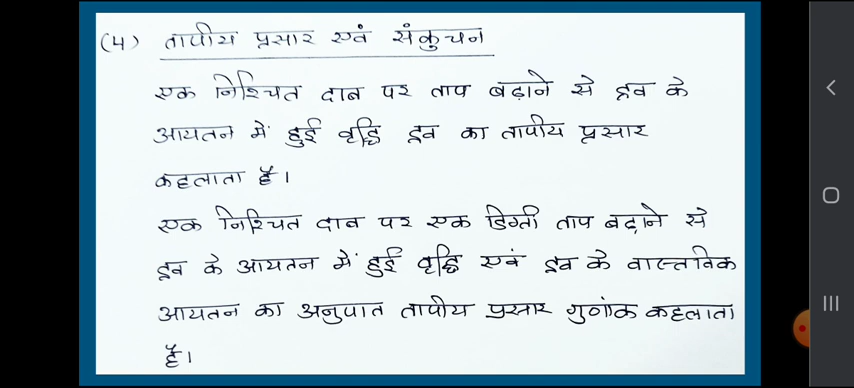 (4) तापीय प्रसार एवं संकुचन
एक निश्चित दाब पर ताप बढ़ाने से द्रव के
आयतन में हुई वृद्धि द्रव का तापीय प्रसार
कहलाता है।
एक निश्चित दाब पर एक डिग्री ताप बढ़ाने से
द्रव के आयतन में हुई वृद्धि एवं द्रव के वास्तविक
आयतन का अनुपात तापीय प्रसार गुणांक कहलाता
है।